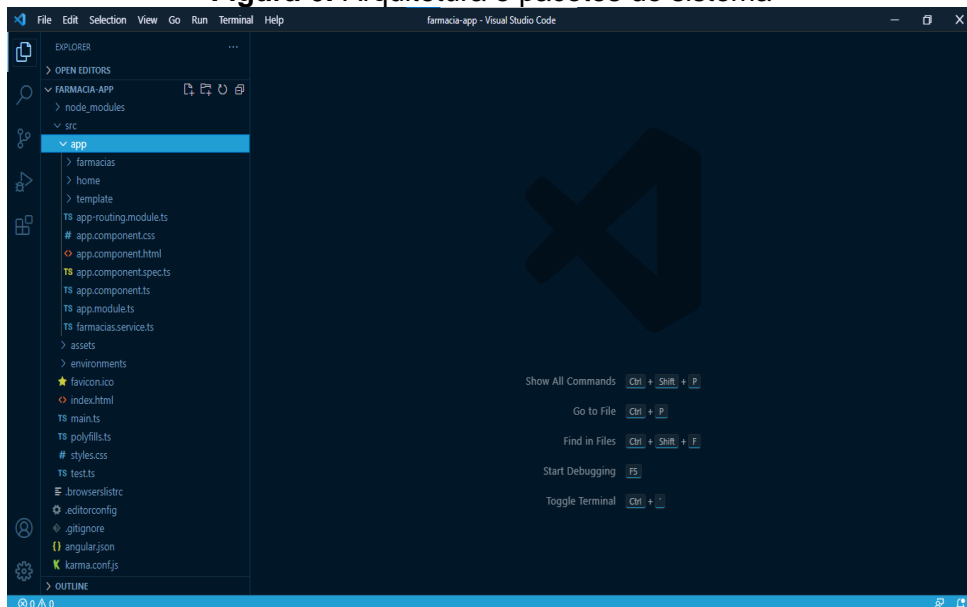 File Edit Selection View Go Run Terminal Help farmacia-app - Visual Studio Code
EXPLORER
OPEN EDITORS
FARMACIA-APP
node_modules
src
app
farmacias
home
template
TS app-routing.module.ts
# app.component.css
<> app.component.html
TS app.component.spec.ts
TS app.component.ts
TS app.module.ts
TS farmacias.service.ts
assets
environments
favicon.ico
<> index.html
TS main.ts
TS polyfills.ts
# styles.css
TS test.ts
.browserslistrc
.editorconfig
.gitignore
{} angular.json
K karma.conf.js
OUTLINE
Show All Commands Ctrl + Shift + P
Go to File Ctrl + P
Find in Files Ctrl + Shift + F
Start Debugging F5
Toggle Terminal Ctrl + `
0 0